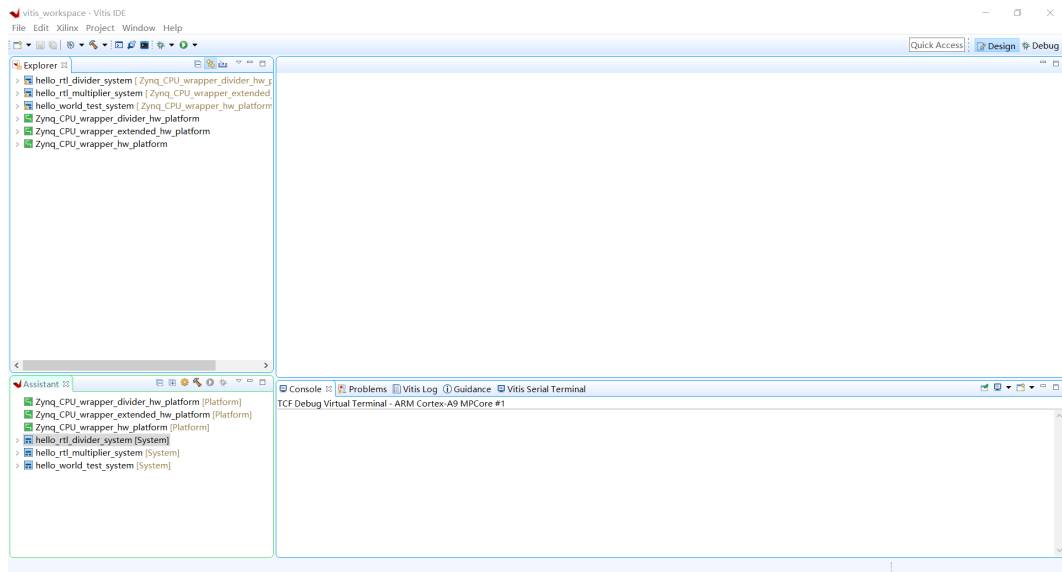 vitis_workspace - Vitis IDE
File Edit Xilinx Project Window Help
Quick Access Design Debug
Explorer
hello_rtl_divider_system [ Zynq_CPU_wrapper_divider_hw_p
hello_rtl_multiplier_system [ Zynq_CPU_wrapper_extended_
hello_world_test_system [ Zynq_CPU_wrapper_hw_platform
Zynq_CPU_wrapper_divider_hw_platform
Zynq_CPU_wrapper_extended_hw_platform
Zynq_CPU_wrapper_hw_platform
Assistant
Zynq_CPU_wrapper_divider_hw_platform [Platform]
Zynq_CPU_wrapper_extended_hw_platform [Platform]
Zynq_CPU_wrapper_hw_platform [Platform]
hello_rtl_divider_system [System]
hello_rtl_multiplier_system [System]
hello_world_test_system [System]
Console Problems Vitis Log Guidance Vitis Serial Terminal
TCF Debug Virtual Terminal - ARM Cortex-A9 MPCore #1